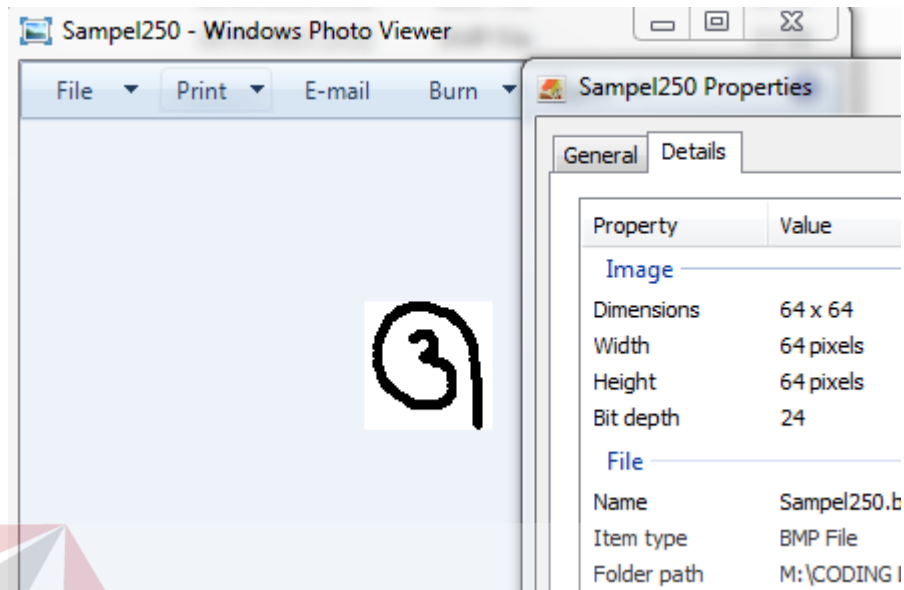 Sampel250 - Windows Photo Viewer
File Print E-mail Burn
Sampel250 Properties
General Details
Property Value
Image
Dimensions 64 x 64
Width 64 pixels
Height 64 pixels
Bit depth 24
File
Name Sampel250.b
Item type BMP File
Folder path M:\CODING